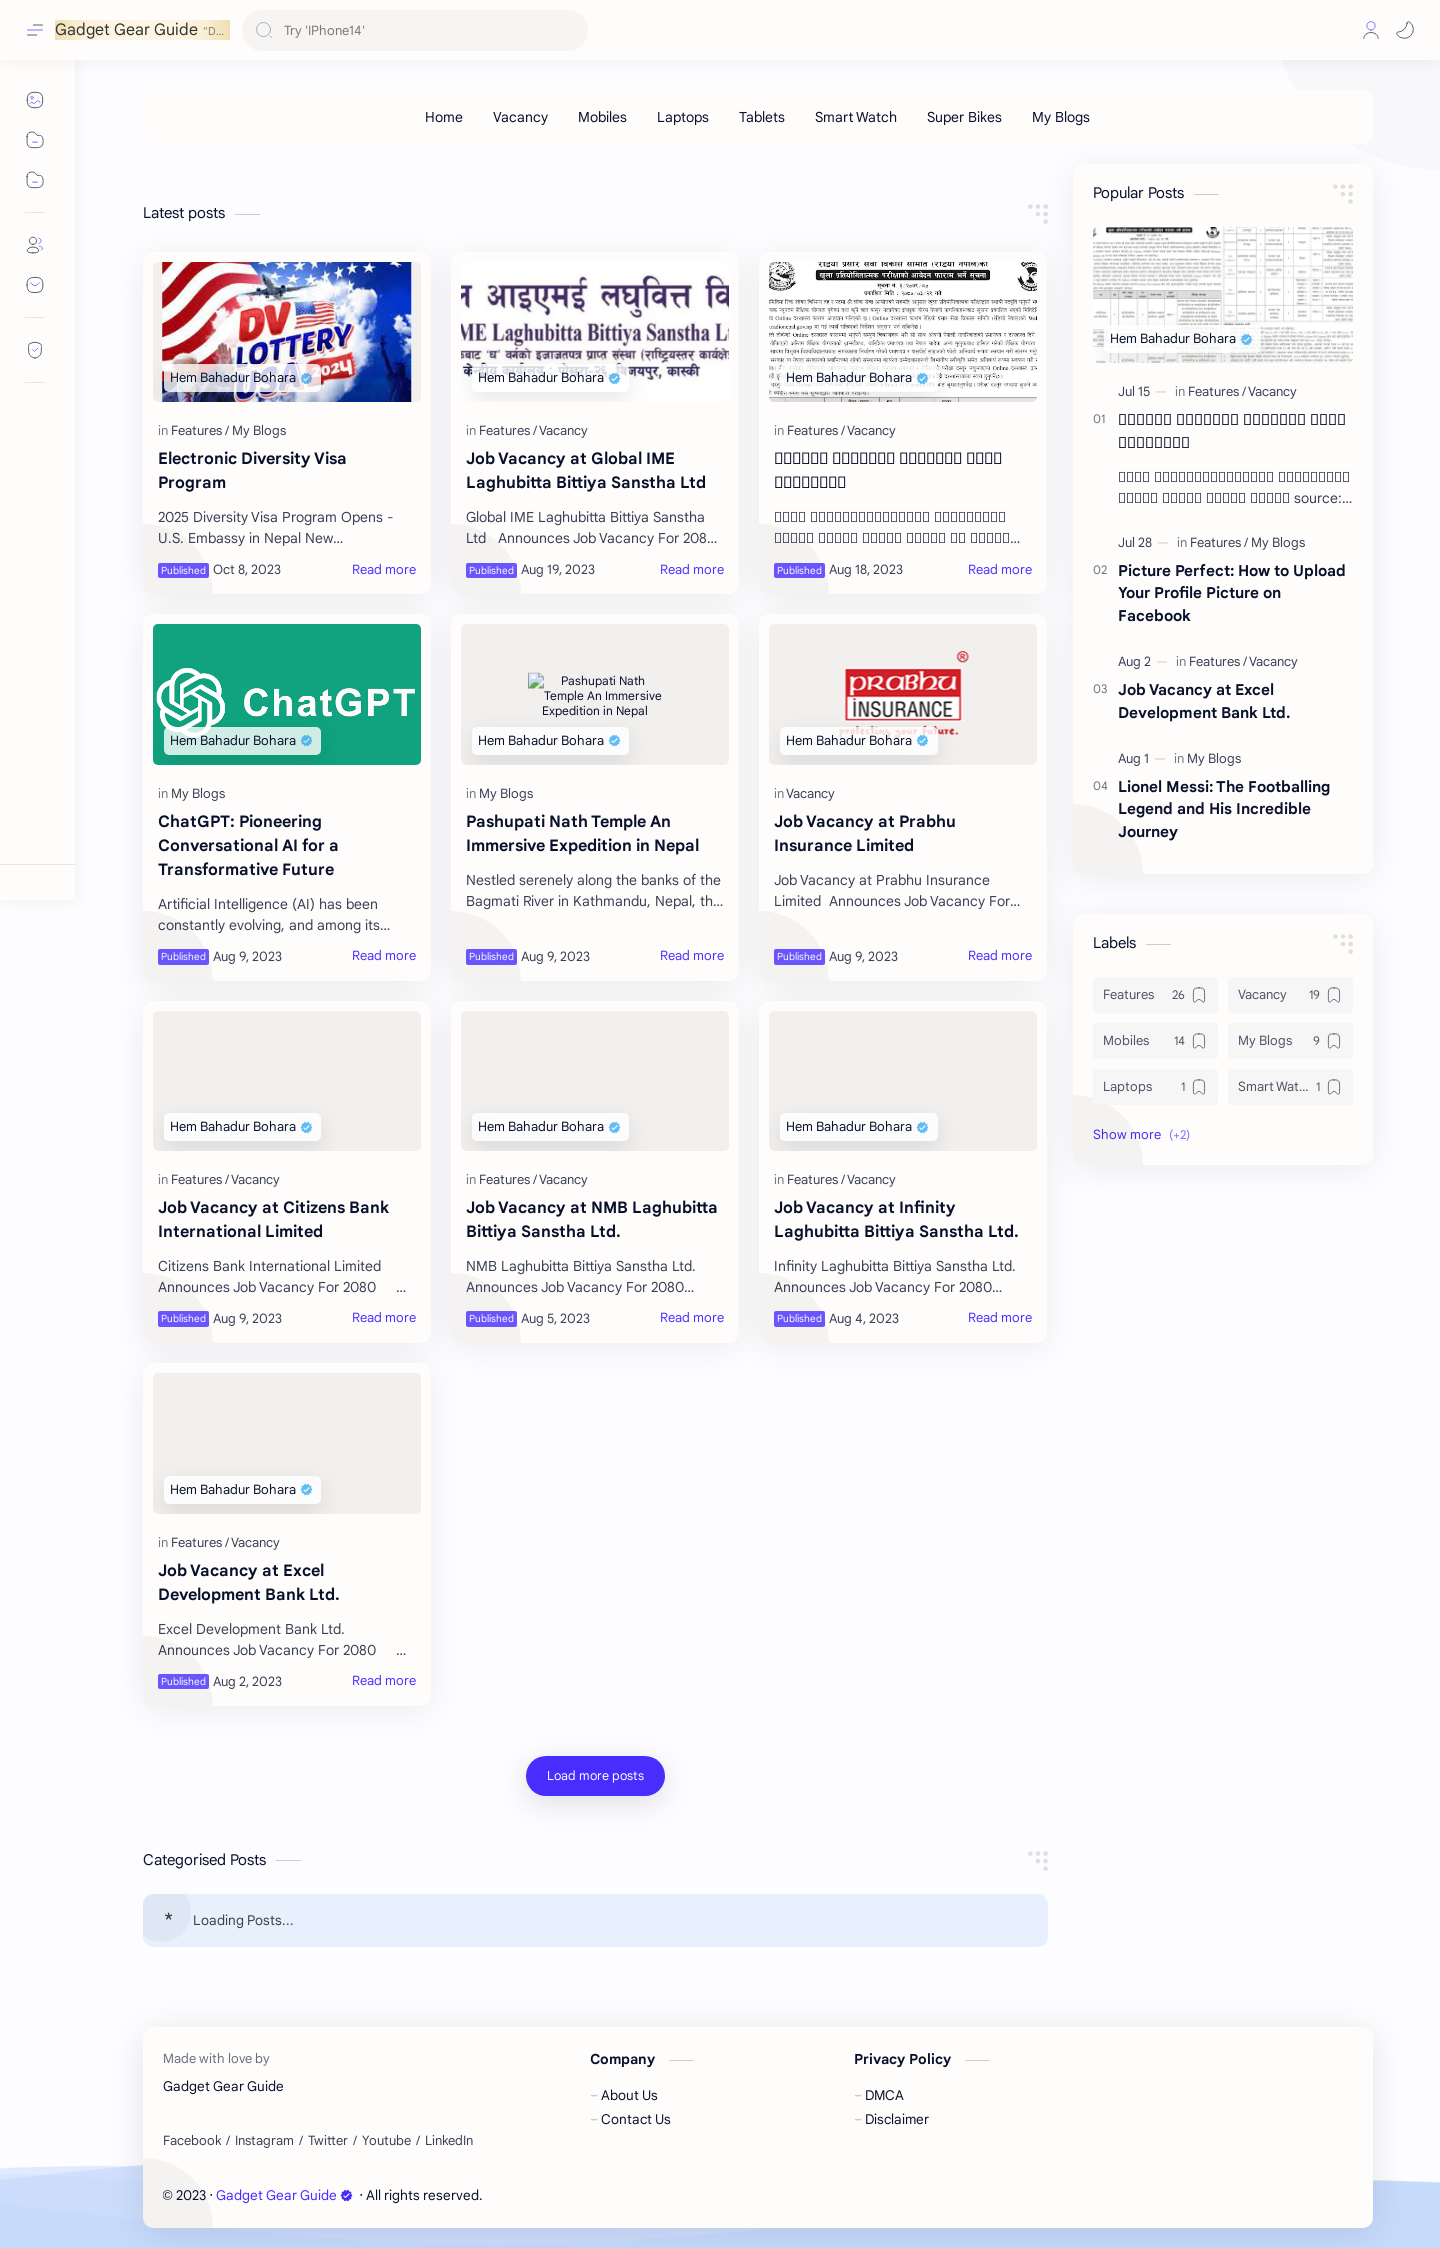 Gadget Gear Guide "D...
Try 'IPhone14'
Home Vacancy Mobiles Laptops Tablets Smart Watch Super Bikes My Blogs
Latest posts
DV
LOTTERY
USA 2024
Hem Bahadur Bohara
in Features / My Blogs
Electronic Diversity Visa
Program
2025 Diversity Visa Program Opens -
U.S. Embassy in Nepal New...
Published Oct 8, 2023 Read more
आइएमई लघुवित्त वि
IME Laghubitta Bittiya Sanstha Ltd
Hem Bahadur Bohara
in Features / Vacancy
Job Vacancy at Global IME
Laghubitta Bittiya Sanstha Ltd
Global IME Laghubitta Bittiya Sanstha
Ltd Announces Job Vacancy For 208...
Published Aug 19, 2023 Read more
खुला प्रतियोगितात्मक परीक्षाको आवेदन फाराम भर्ने सूचना
Hem Bahadur Bohara
in Features / Vacancy
Published Aug 18, 2023 Read more
ChatGPT
Hem Bahadur Bohara
in My Blogs
ChatGPT: Pioneering
Conversational AI for a
Transformative Future
Artificial Intelligence (AI) has been
constantly evolving, and among its...
Published Aug 9, 2023 Read more
Pashupati Nath
Temple An Immersive
Expedition in Nepal
Hem Bahadur Bohara
in My Blogs
Pashupati Nath Temple An
Immersive Expedition in Nepal
Nestled serenely along the banks of the
Bagmati River in Kathmandu, Nepal, th...
Published Aug 9, 2023 Read more
®
PRABHU
INSURANCE
protecting your future.
Hem Bahadur Bohara
in Vacancy
Job Vacancy at Prabhu
Insurance Limited
Job Vacancy at Prabhu Insurance
Limited Announces Job Vacancy For...
Published Aug 9, 2023 Read more
Hem Bahadur Bohara
in Features / Vacancy
Job Vacancy at Citizens Bank
International Limited
Citizens Bank International Limited
Announces Job Vacancy For 2080 ...
Published Aug 9, 2023 Read more
Hem Bahadur Bohara
in Features / Vacancy
Job Vacancy at NMB Laghubitta
Bittiya Sanstha Ltd.
NMB Laghubitta Bittiya Sanstha Ltd.
Announces Job Vacancy For 2080...
Published Aug 5, 2023 Read more
Hem Bahadur Bohara
in Features / Vacancy
Job Vacancy at Infinity
Laghubitta Bittiya Sanstha Ltd.
Infinity Laghubitta Bittiya Sanstha Ltd.
Announces Job Vacancy For 2080...
Published Aug 4, 2023 Read more
Hem Bahadur Bohara
in Features / Vacancy
Job Vacancy at Excel
Development Bank Ltd.
Excel Development Bank Ltd.
Announces Job Vacancy For 2080 ...
Published Aug 2, 2023 Read more
Load more posts
Categorised Posts
* Loading Posts...
Popular Posts
Hem Bahadur Bohara
Jul 15 in Features / Vacancy
01
source:...
Jul 28 in Features / My Blogs
02 Picture Perfect: How to Upload
Your Profile Picture on
Facebook
Aug 2 in Features / Vacancy
03 Job Vacancy at Excel
Development Bank Ltd.
Aug 1 in My Blogs
04 Lionel Messi: The Footballing
Legend and His Incredible
Journey
Labels
Features 26 Vacancy 19
Mobiles 14 My Blogs 9
Laptops 1 Smart Wat... 1
Show more (+2)
Made with love by
Gadget Gear Guide
Facebook / Instagram / Twitter / Youtube / LinkedIn
Company
– About Us
– Contact Us
Privacy Policy
– DMCA
– Disclaimer
© 2023 · Gadget Gear Guide · All rights reserved.